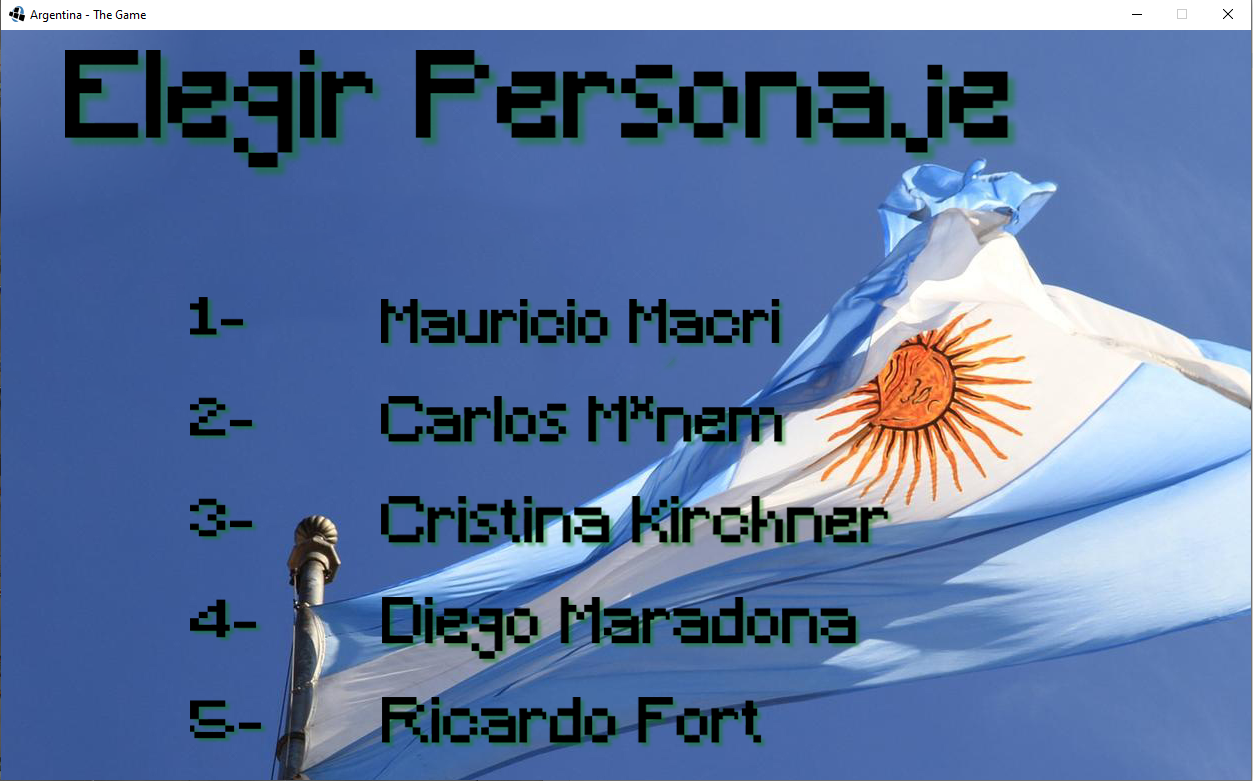 Argentina - The Game
Elegir Personaje
1- Mauricio Macri
2- Carlos M*nem
3- Cristina Kirchner
4- Diego Maradona
5- Ricardo Fort